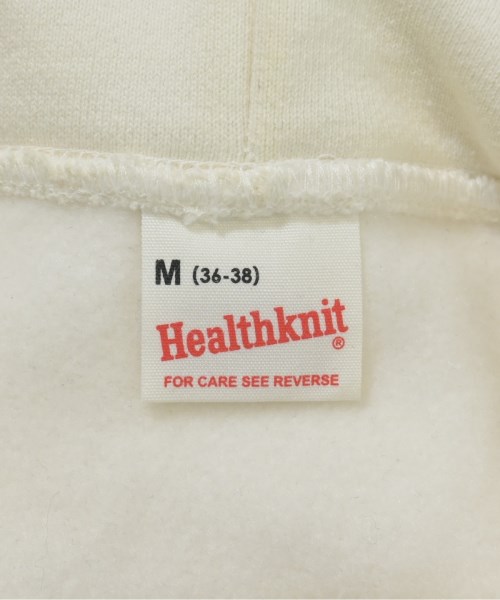 M (36-38)
Healthknit®
FOR CARE SEE REVERSE